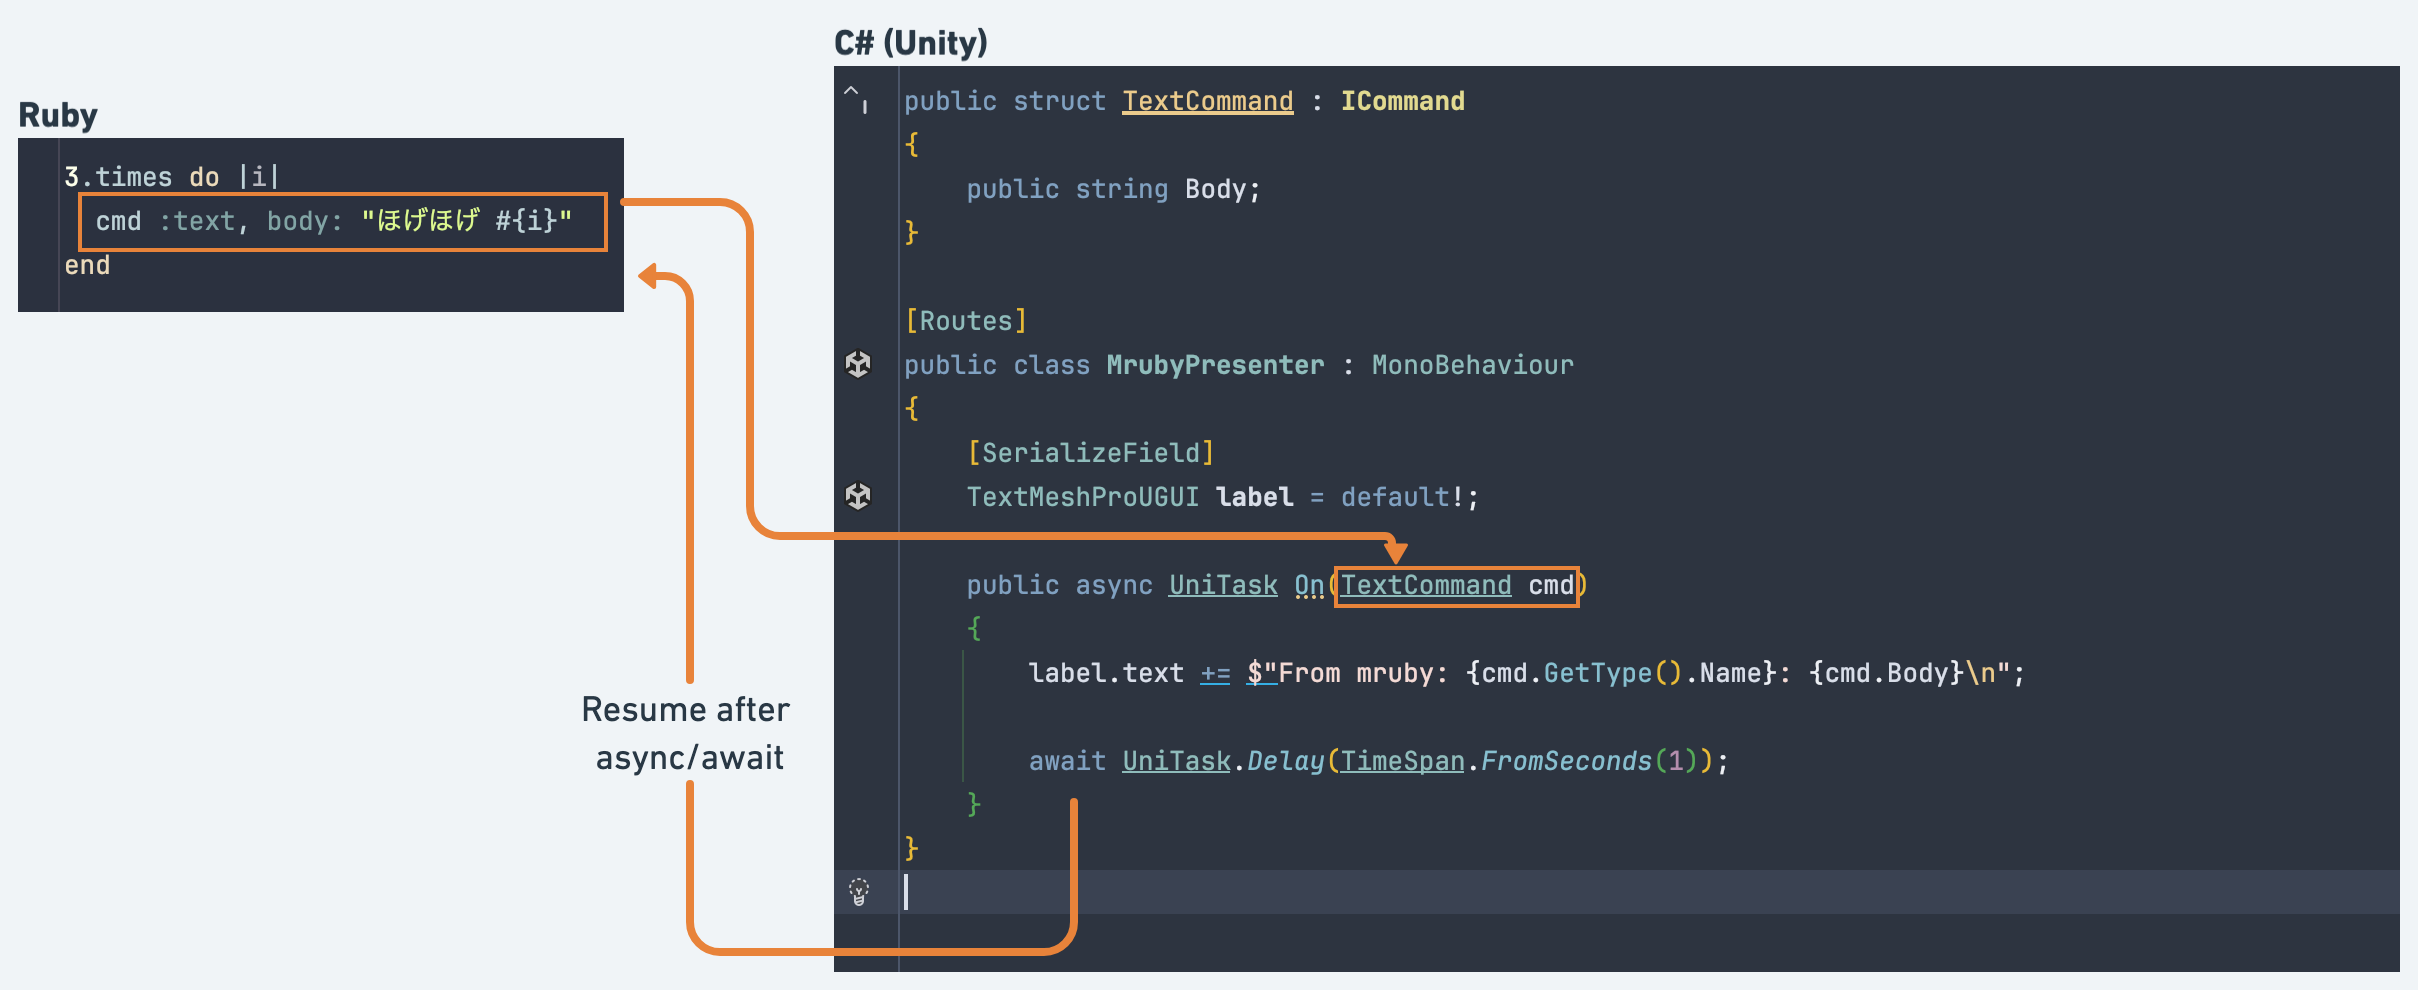 Ruby
3.times do |i|
cmd :text, body: "ほげほげ #{i}"
end
Resume after
async/await
C# (Unity)
public struct TextCommand : ICommand
{
public string Body;
}
[Routes]
public class MrubyPresenter : MonoBehaviour
{
[SerializeField]
TextMeshProUGUI label = default!;
public async UniTask On(TextCommand cmd)
{
label.text += $"From mruby: {cmd.GetType().Name}: {cmd.Body}\n";
await UniTask.Delay(TimeSpan.FromSeconds(1));
}
}